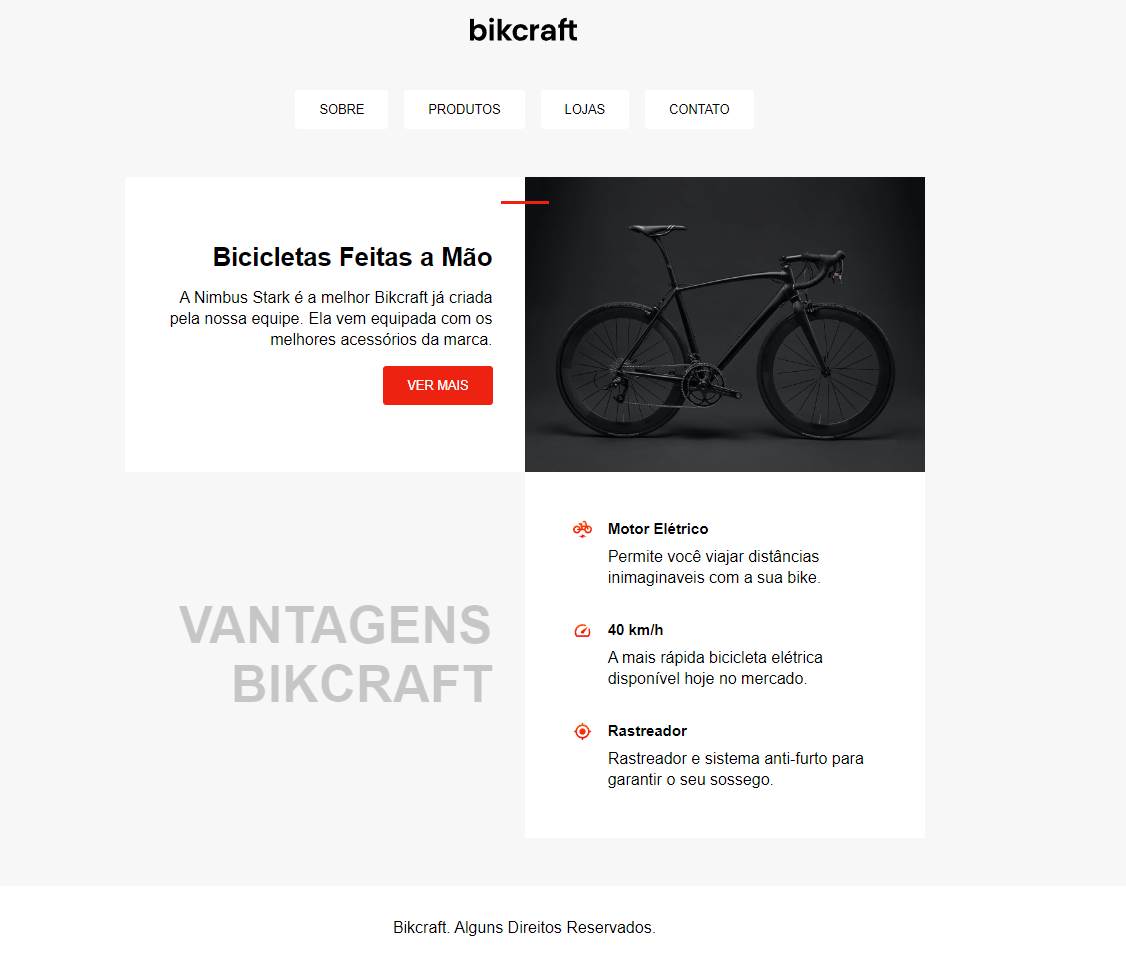 bikcraft
SOBRE PRODUTOS LOJAS CONTATO
Bicicletas Feitas a Mão
A Nimbus Stark é a melhor Bikcraft já criada
pela nossa equipe. Ela vem equipada com os
melhores acessórios da marca.
VER MAIS
VANTAGENS
BIKCRAFT
Motor Elétrico
Permite você viajar distâncias
inimaginaveis com a sua bike.
40 km/h
A mais rápida bicicleta elétrica
disponível hoje no mercado.
Rastreador
Rastreador e sistema anti-furto para
garantir o seu sossego.
Bikcraft. Alguns Direitos Reservados.